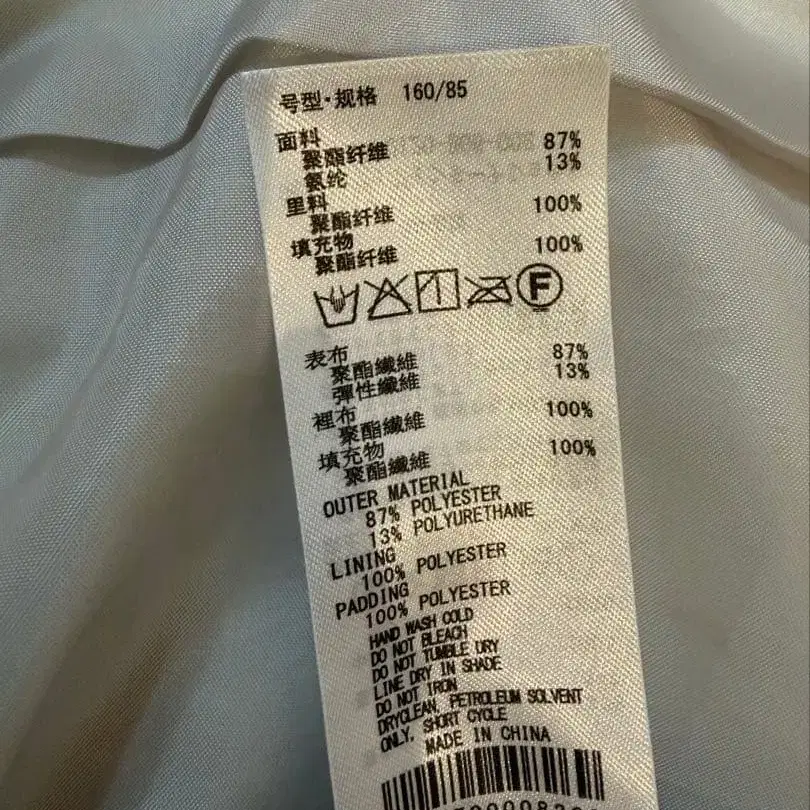 号型·规格 160/85
面料
聚酯纤维 87%
氨纶 13%
里料
聚酯纤维 100%
填充物
聚酯纤维 100%
F
表布
聚酯纖維 87%
彈性纖維 13%
裡布
聚酯纖維 100%
填充物
聚酯纖維 100%
OUTER MATERIAL
87% POLYESTER
13% POLYURETHANE
LINING
100% POLYESTER
PADDING
100% POLYESTER
HAND WASH COLD
DO NOT BLEACH
DO NOT TUMBLE DRY
LINE DRY IN SHADE
DO NOT IRON
DRYCLEAN, PETROLEUM SOLVENT
ONLY, SHORT CYCLE
MADE IN CHINA